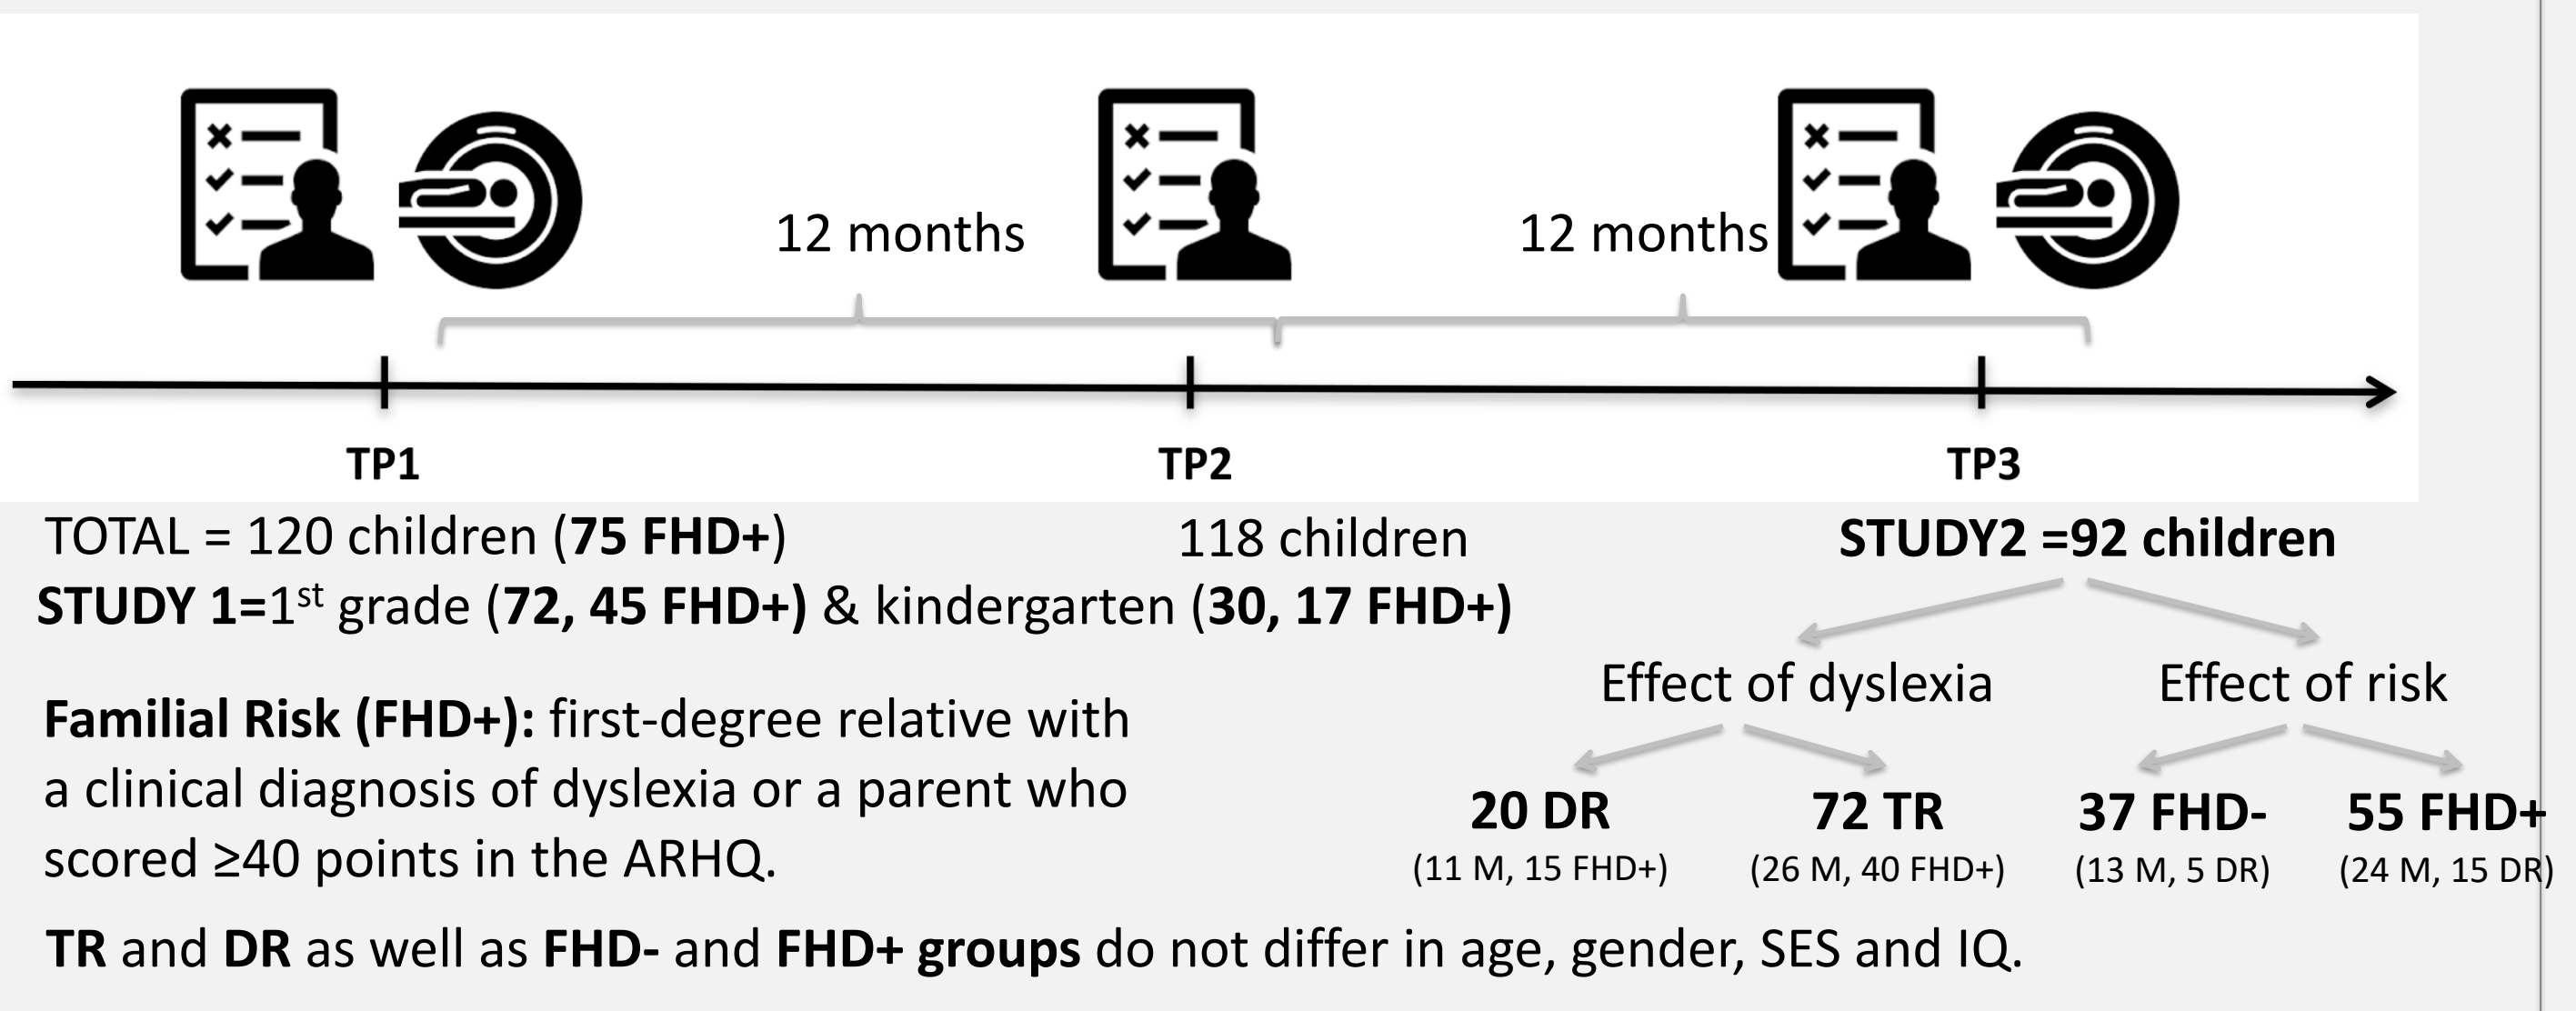 12 months
12 months
TP1
TP2
TP3
TOTAL = 120 children (75 FHD+)
118 children
STUDY2 =92 children
STUDY 1=1st grade (72, 45 FHD+) & kindergarten (30, 17 FHD+)
Effect of dyslexia
Effect of risk
Familial Risk (FHD+): first-degree relative with
a clinical diagnosis of dyslexia or a parent who
scored ≥40 points in the ARHQ.
20 DR
72 TR
37 FHD-
55 FHD+
(11 M, 15 FHD+)
(26 M, 40 FHD+)
(13 M, 5 DR)
(24 M, 15 DR)
TR and DR as well as FHD- and FHD+ groups do not differ in age, gender, SES and IQ.